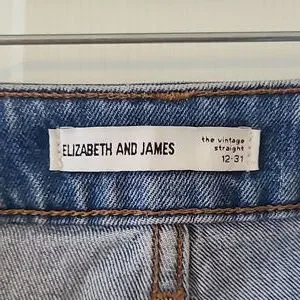 ELIZABETH AND JAMES
the vintage
straight
12-31